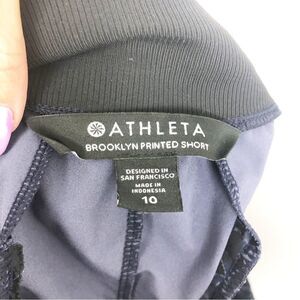 ATHLETA
BROOKLYN PRINTED SHORT
DESIGNED IN
SAN FRANCISCO
MADE IN
INDONESIA
10